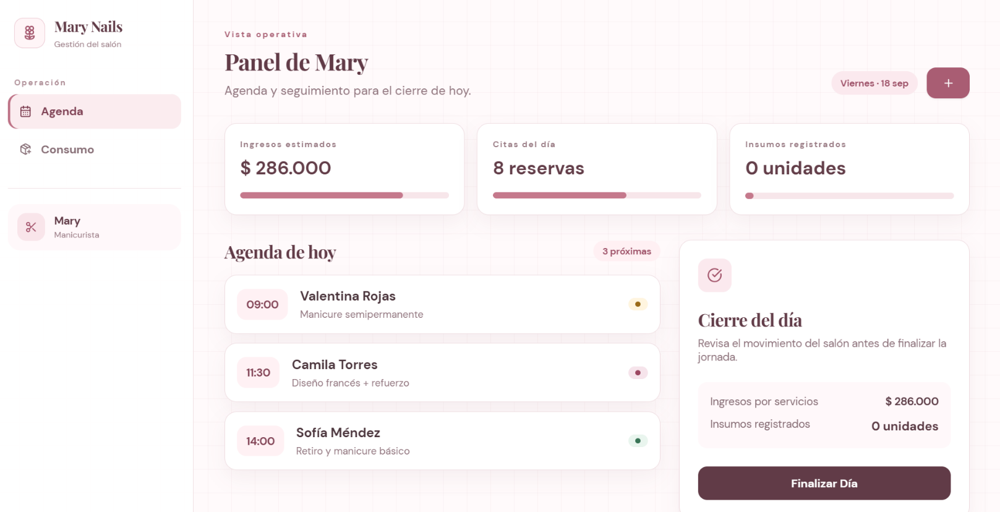 Mary Nails
Gestión del salón
Operación
Agenda
Consumo
Mary
Manicurista
Vista operativa
Panel de Mary
Agenda y seguimiento para el cierre de hoy.
Viernes · 18 sep
+
Ingresos estimados
$ 286.000
Citas del día
8 reservas
Insumos registrados
0 unidades
Agenda de hoy
3 próximas
09:00
Valentina Rojas
Manicure semipermanente
11:30
Camila Torres
Diseño francés + refuerzo
14:00
Sofía Méndez
Retiro y manicure básico
Cierre del día
Revisa el movimiento del salón antes de finalizar la
jornada.
Ingresos por servicios $ 286.000
Insumos registrados 0 unidades
Finalizar Día